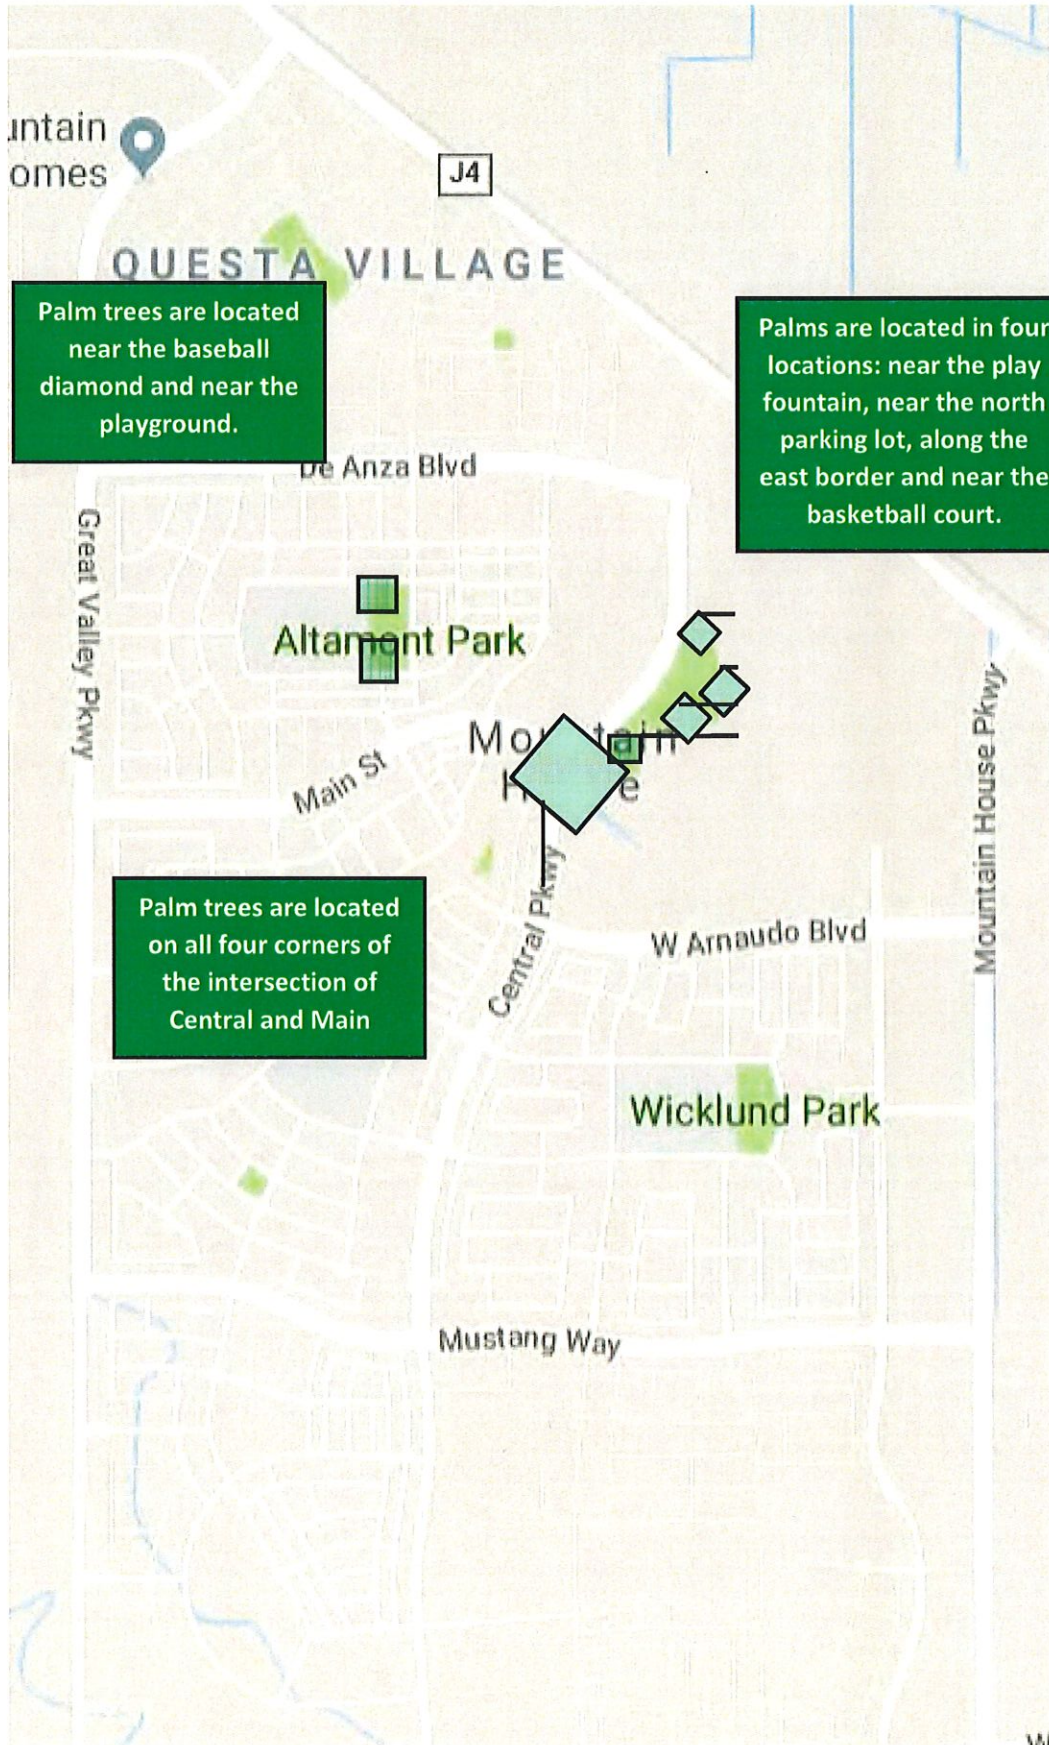 untain
omes
J4
QUESTA VILLAGE
Palm trees are located
near the baseball
diamond and near the
playground.
Palms are located in four
locations: near the play
fountain, near the north
parking lot, along the
east border and near the
basketball court.
De Anza Blvd
Great Valley Pkwy
Altamont Park
Mountain
Main St
Mountain House Pkwy
Palm trees are located
on all four corners of
the intersection of
Central and Main
Central Pkwy
W Arnaudo Blvd
Wicklund Park
Mustang Way
W